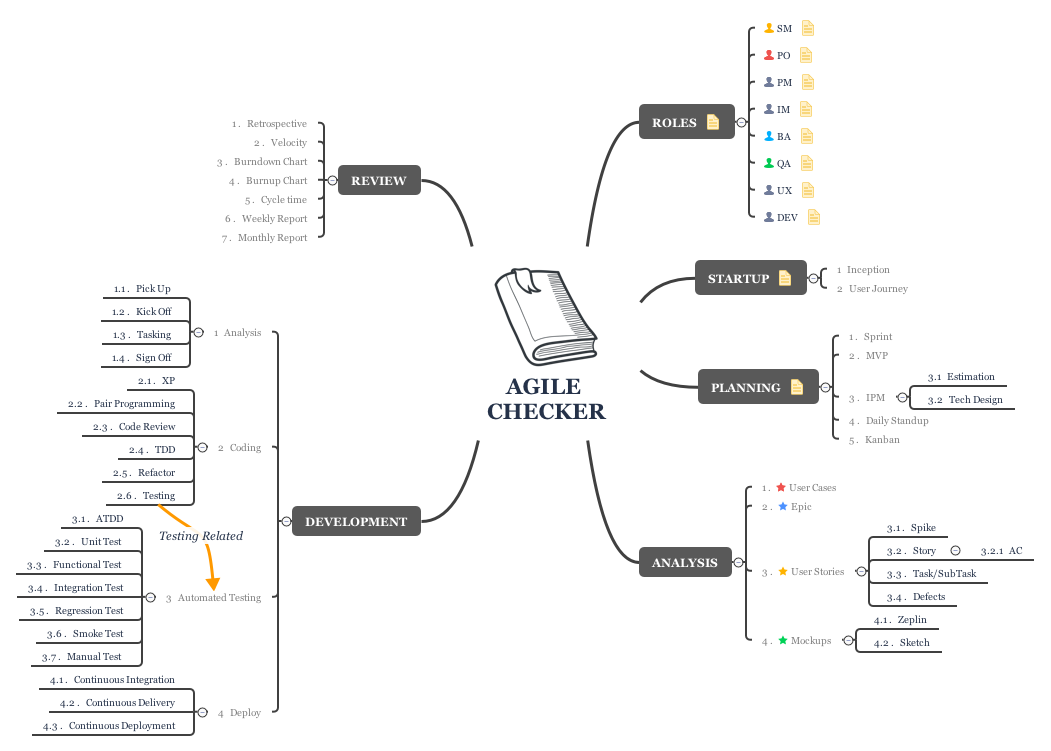 AGILE
CHECKER
ROLES
SM
PO
PM
IM
BA
QA
UX
DEV
STARTUP
1 Inception
2 User Journey
PLANNING
1. Sprint
2. MVP
3. IPM
3.1 Estimation
3.2 Tech Design
4. Daily Standup
5. Kanban
ANALYSIS
1. User Cases
2. Epic
3. User Stories
3.1. Spike
3.2. Story
3.2.1 AC
3.3. Task/SubTask
3.4. Defects
4. Mockups
4.1. Zeplin
4.2. Sketch
REVIEW
1. Retrospective
2. Velocity
3. Burndown Chart
4. Burnup Chart
5. Cycle time
6. Weekly Report
7. Monthly Report
DEVELOPMENT
1 Analysis
1.1. Pick Up
1.2. Kick Off
1.3. Tasking
1.4. Sign Off
2 Coding
2.1. XP
2.2. Pair Programming
2.3. Code Review
2.4. TDD
2.5. Refactor
2.6. Testing
Testing Related
3 Automated Testing
3.1. ATDD
3.2. Unit Test
3.3. Functional Test
3.4. Integration Test
3.5. Regression Test
3.6. Smoke Test
3.7. Manual Test
4 Deploy
4.1. Continuous Integration
4.2. Continuous Delivery
4.3. Continuous Deployment